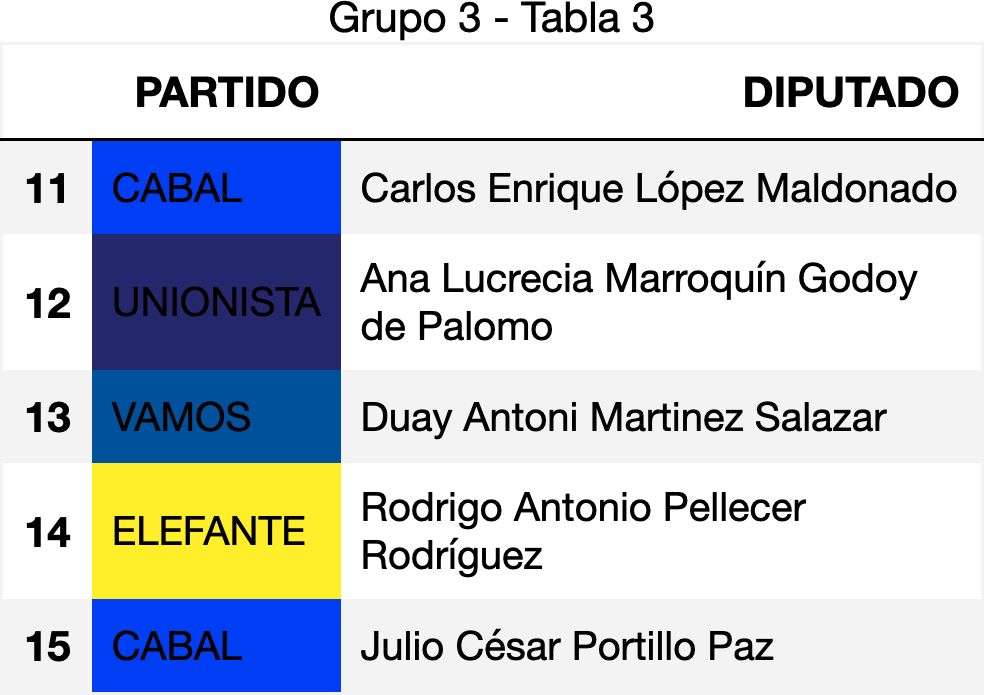 Grupo 3 - Tabla 3
PARTIDO DIPUTADO
11 CABAL Carlos Enrique López Maldonado
12 UNIONISTA Ana Lucrecia Marroquín Godoy
de Palomo
13 VAMOS Duay Antoni Martinez Salazar
14 ELEFANTE Rodrigo Antonio Pellecer
Rodríguez
15 CABAL Julio César Portillo Paz